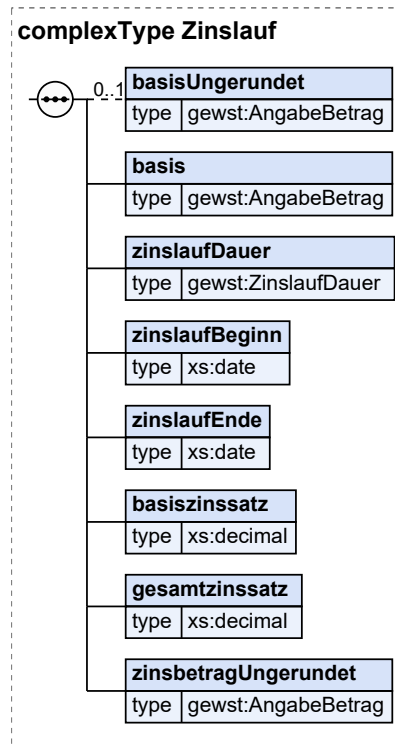 complexType Zinslauf
0..1 basisUngerundet
type gewst:AngabeBetrag
basis
type gewst:AngabeBetrag
zinslaufDauer
type gewst:ZinslaufDauer
zinslaufBeginn
type xs:date
zinslaufEnde
type xs:date
basiszinssatz
type xs:decimal
gesamtzinssatz
type xs:decimal
zinsbetragUngerundet
type gewst:AngabeBetrag